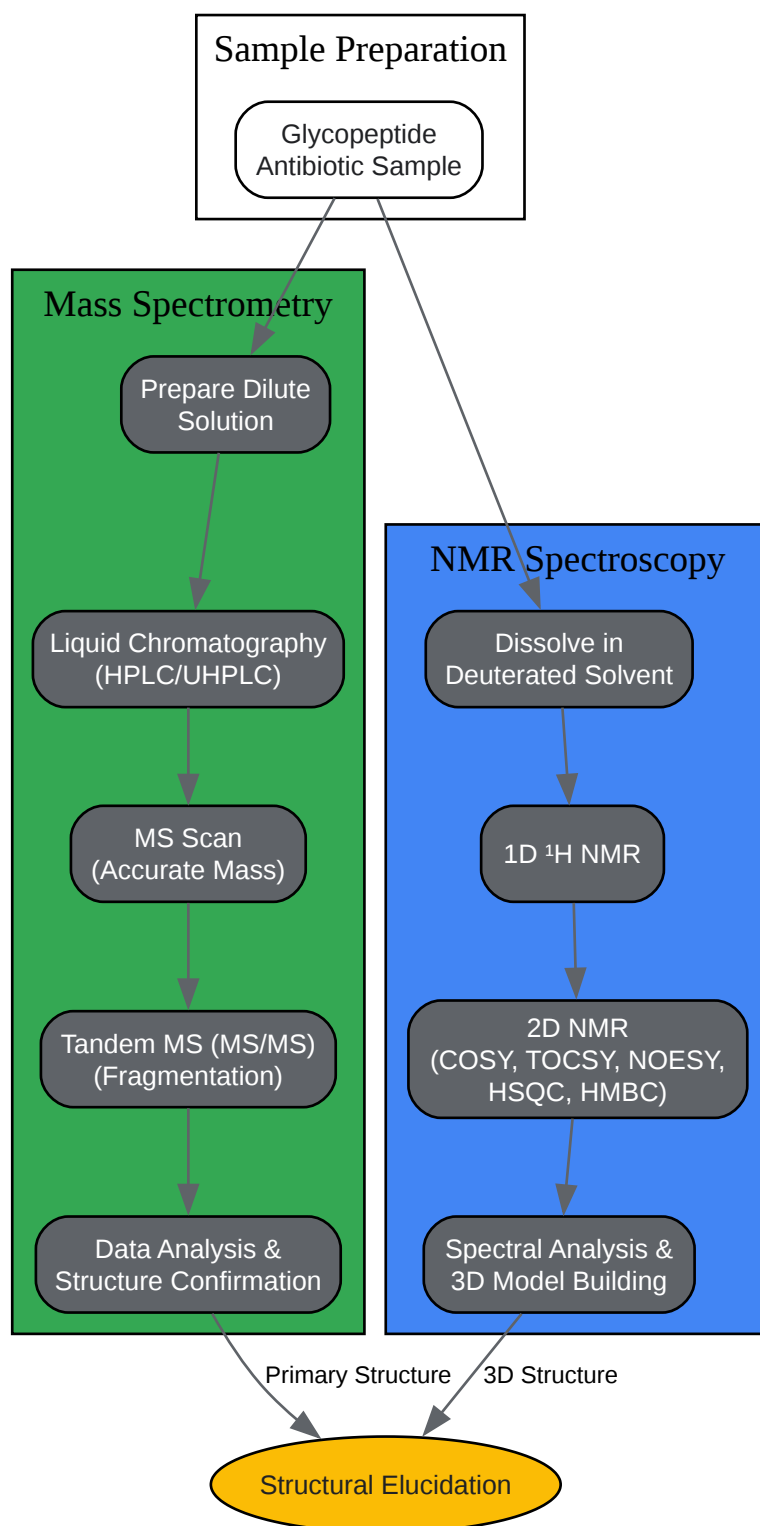 Sample Preparation
Glycopeptide
Antibiotic Sample
Mass Spectrometry
Prepare Dilute
Solution
Liquid Chromatography
(HPLC/UHPLC)
MS Scan
(Accurate Mass)
Tandem MS (MS/MS)
(Fragmentation)
Data Analysis &
Structure Confirmation
NMR Spectroscopy
Dissolve in
Deuterated Solvent
1D ¹H NMR
2D NMR
(COSY, TOCSY, NOESY,
HSQC, HMBC)
Spectral Analysis &
3D Model Building
Primary Structure
3D Structure
Structural Elucidation